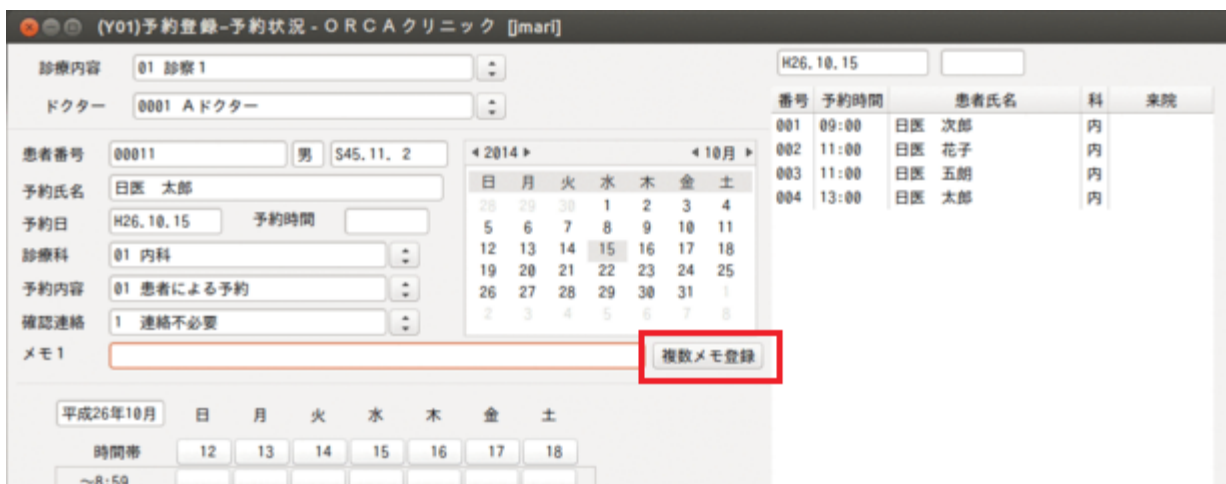 (Y01)予約登録–予約状況 - ＯＲＣＡクリニック [jmari]
診療内容 01 診察1
ドクター 0001 Aドクター
患者番号 00011 男 S45.11. 2
予約氏名 日医 太郎
予約日 H26.10.15 予約時間
診療科 01 内科
予約内容 01 患者による予約
確認連絡 1 連絡不必要
メモ1 複数メモ登録
2014 10月
日 月 火 水 木 金 土
28 29 30 1 2 3 4
5 6 7 8 9 10 11
12 13 14 15 16 17 18
19 20 21 22 23 24 25
26 27 28 29 30 31 1
2 3 4 5 6 7 8
平成26年10月 日 月 火 水 木 金 土
時間帯 12 13 14 15 16 17 18
～8:59
H26.10.15
番号 予約時間 患者氏名 科 来院
001 09:00 日医 次郎 内
002 11:00 日医 花子 内
003 11:00 日医 五朗 内
004 13:00 日医 太郎 内